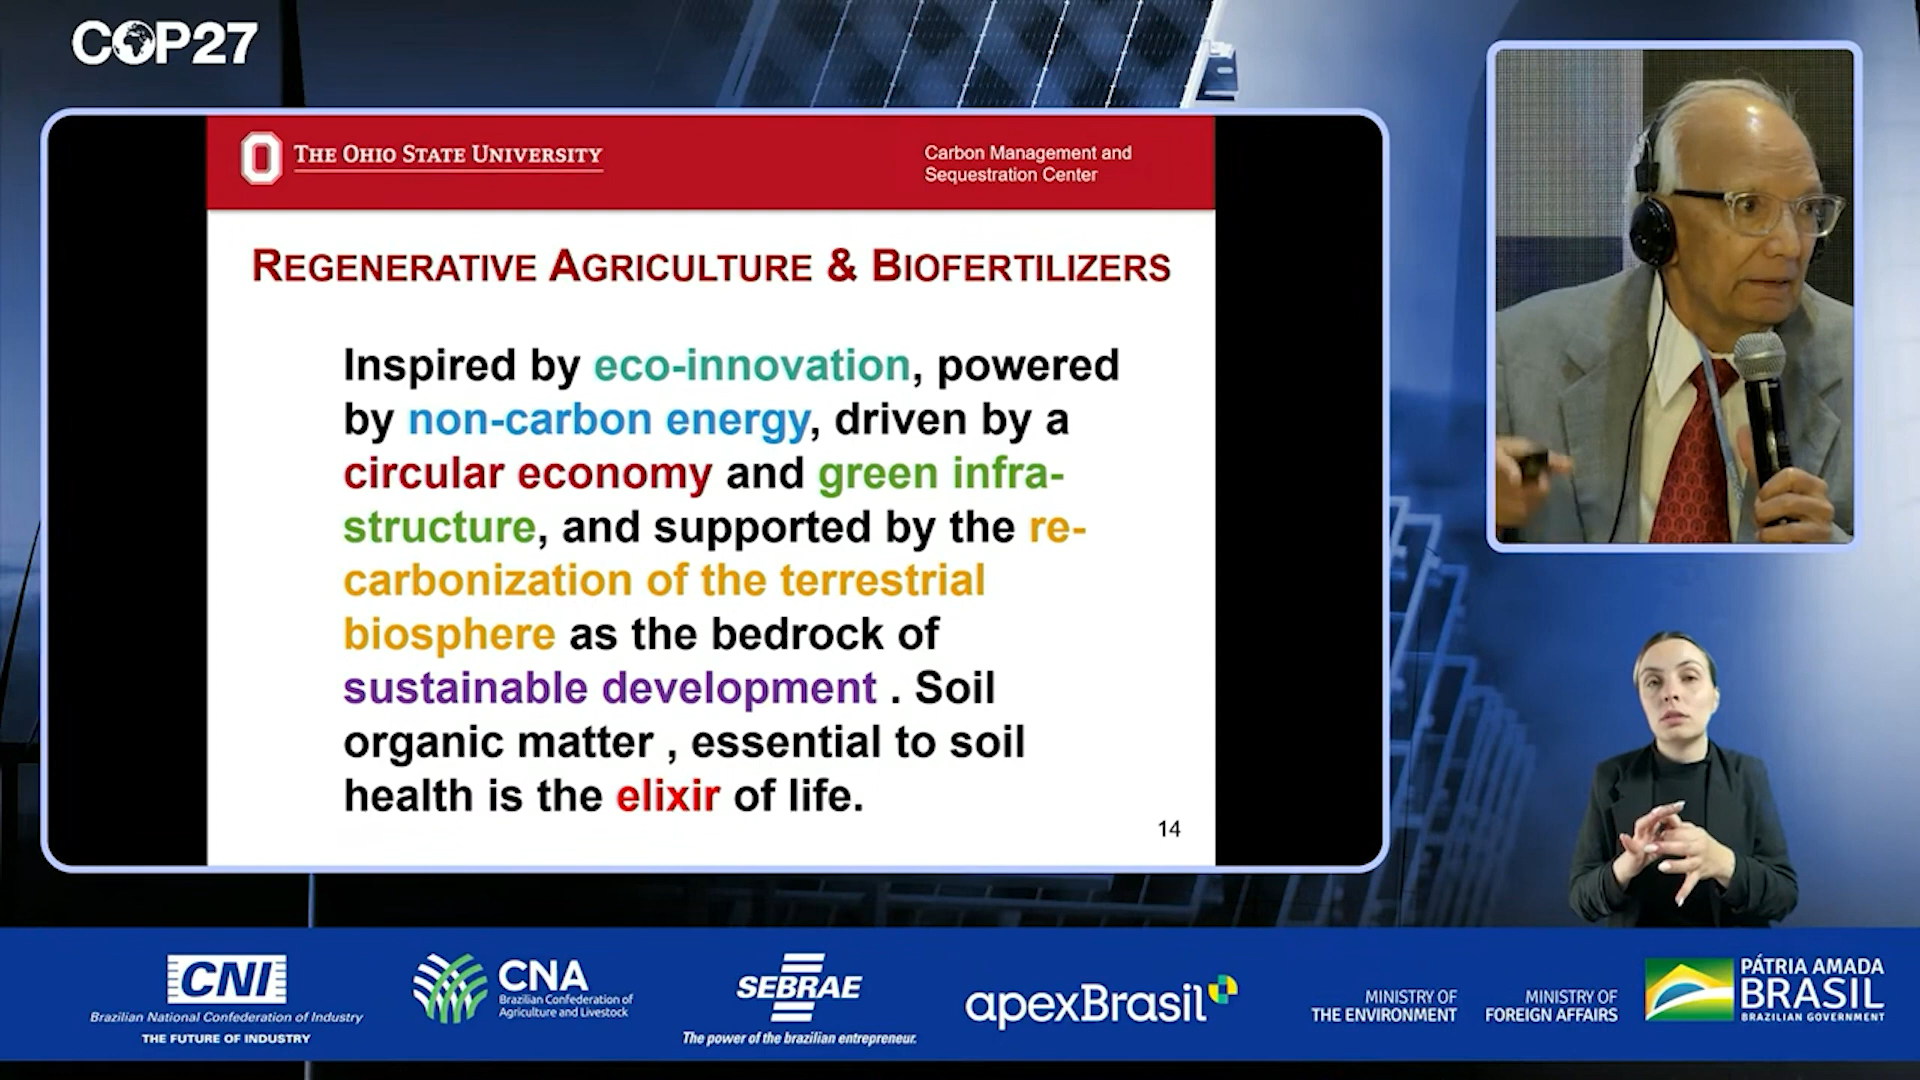 COP27
THE OHIO STATE UNIVERSITY
Carbon Management and
Sequestration Center
REGENERATIVE AGRICULTURE & BIOFERTILIZERS
Inspired by eco-innovation, powered
by non-carbon energy, driven by a
circular economy and green infra-
structure, and supported by the re-
carbonization of the terrestrial
biosphere as the bedrock of
sustainable development . Soil
organic matter , essential to soil
health is the elixir of life.
14
CNI
Brazilian National Confederation of Industry
THE FUTURE OF INDUSTRY
CNA
Brazilian Confederation of
Agriculture and Livestock
SEBRAE
The power of the brazilian entrepreneur.
apexBrasil
MINISTRY OF
THE ENVIRONMENT
MINISTRY OF
FOREIGN AFFAIRS
PÁTRIA AMADA
BRASIL
BRAZILIAN GOVERNMENT